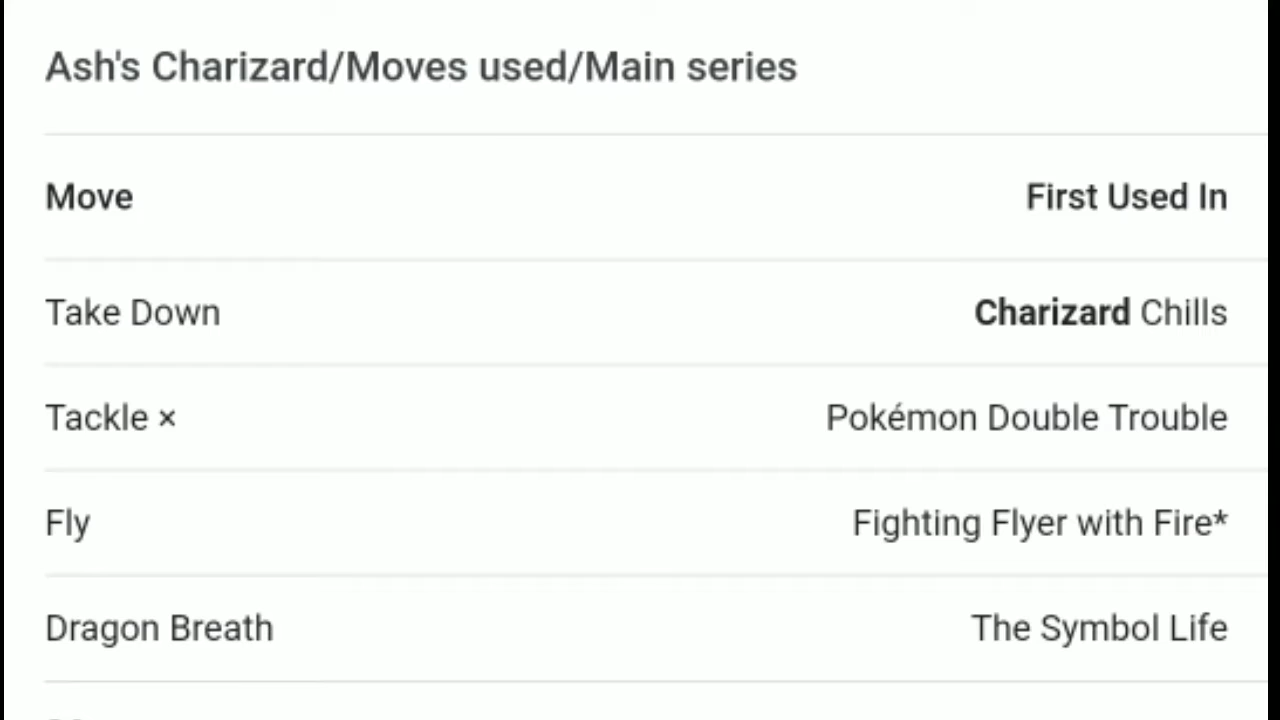 Ash's Charizard/Moves used/Main series
Move First Used In
Take Down Charizard Chills
Tackle × Pokémon Double Trouble
Fly Fighting Flyer with Fire*
Dragon Breath The Symbol Life